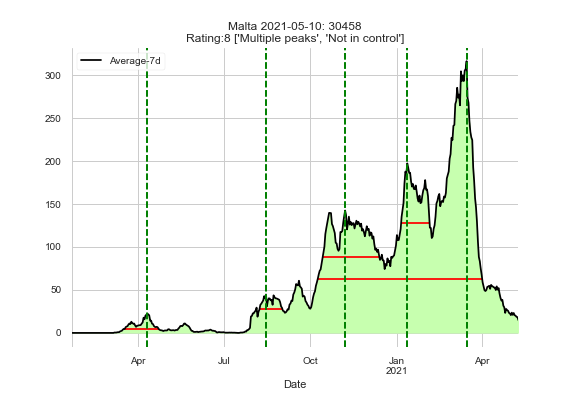 Malta 2021-05-10: 30458
Rating:8 ['Multiple peaks', 'Not in control']
Average-7d
300
250
200
150
100
50
0
Apr Jul Oct Jan Apr
2021
Date